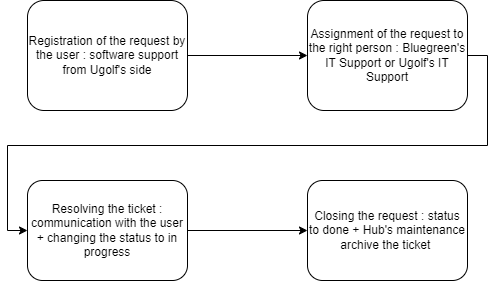 Registration of the request by
the user : software support
from Ugolf's side
Assignment of the request to
the right person : Bluegreen's
IT Support or Ugolf's IT
Support
Resolving the ticket :
communication with the user
+ changing the status to in
progress
Closing the request : status
to done + Hub's maintenance
archive the ticket